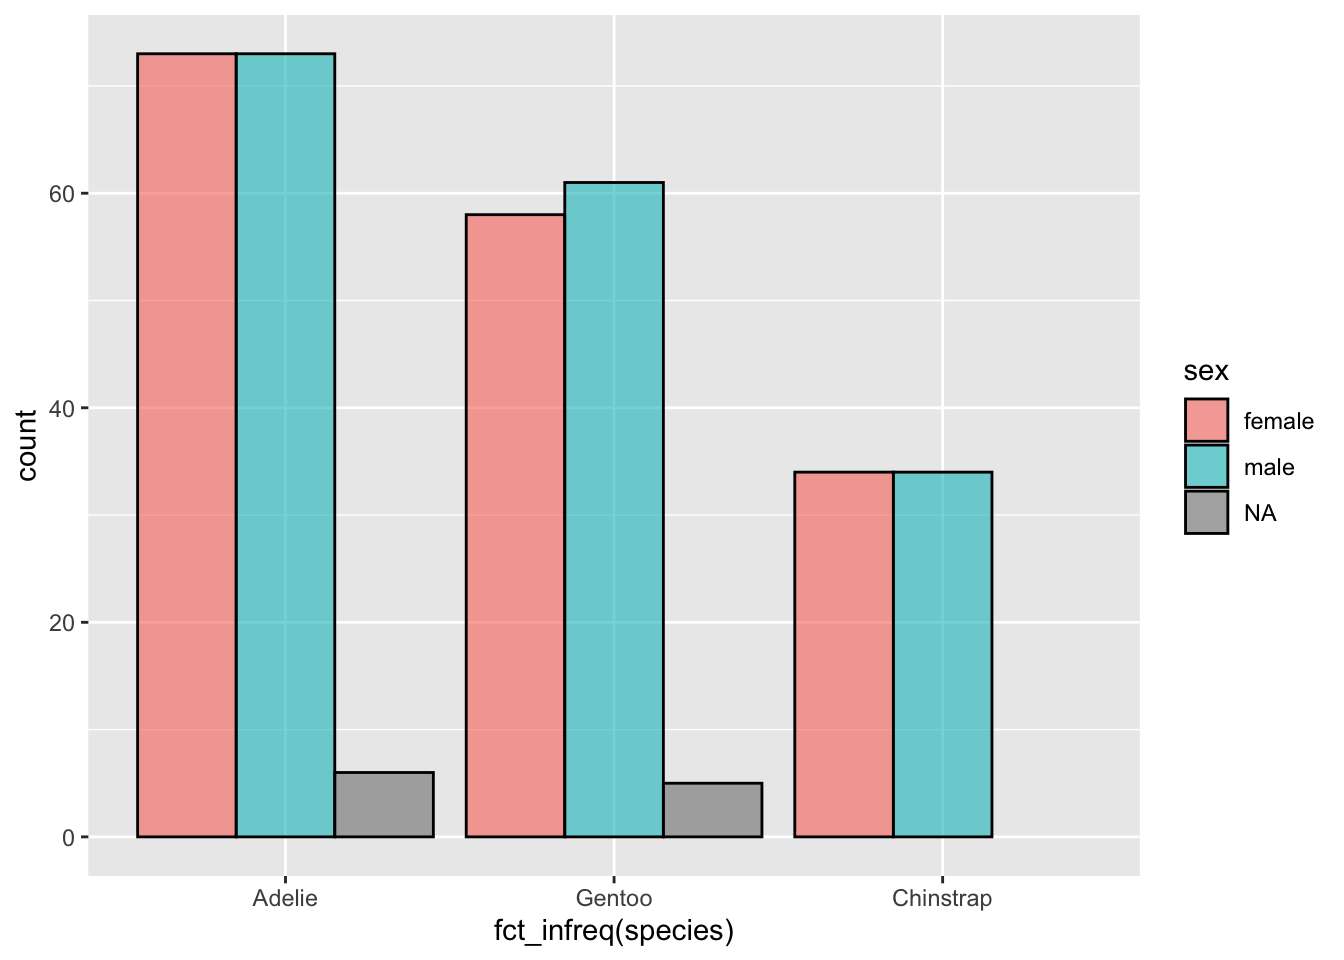 count
60
40
20
0
Adelie
Gentoo
Chinstrap
fct_infreq(species)
sex
female
male
NA